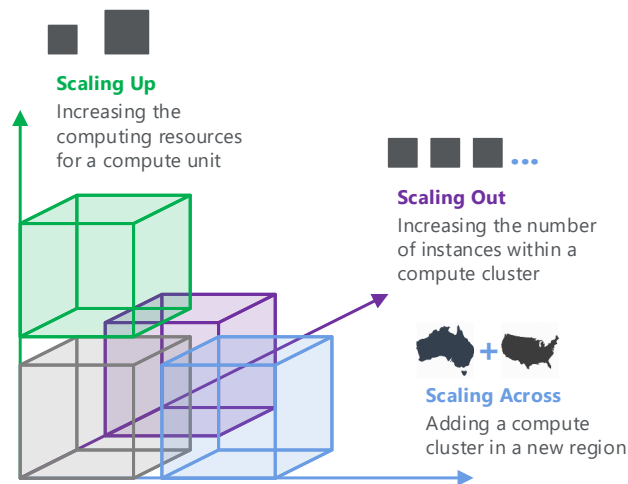 Scaling Up
Increasing the
computing resources
for a compute unit
Scaling Out
Increasing the number
of instances within a
compute cluster
Scaling Across
Adding a compute
cluster in a new region